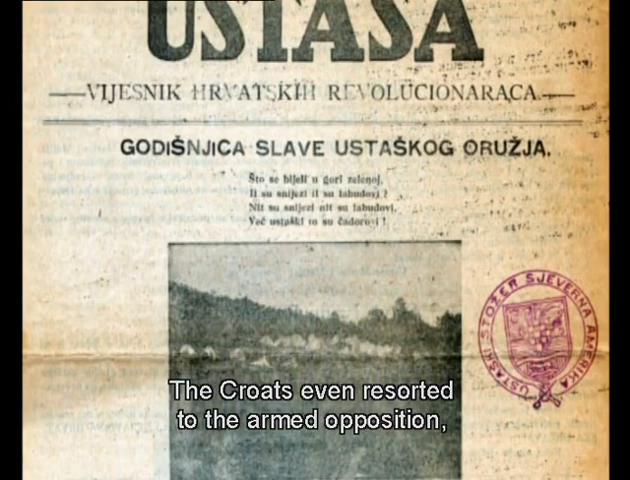 USTAŠA
VIJESNIK HRVATSKIH REVOLUCIONARACA
GODIŠNJICA SLAVE USTAŠKOG ORUŽJA.
Što se bijeli u gori zelenoj,
Il su snijezi il su labudovi?
Nit su snijezi nit su labudovi,
Već ustaški to su čadorovi!
USTAŠKI STOŽER SJEVERNA AMERIKA
The Croats even resorted
to the armed opposition,